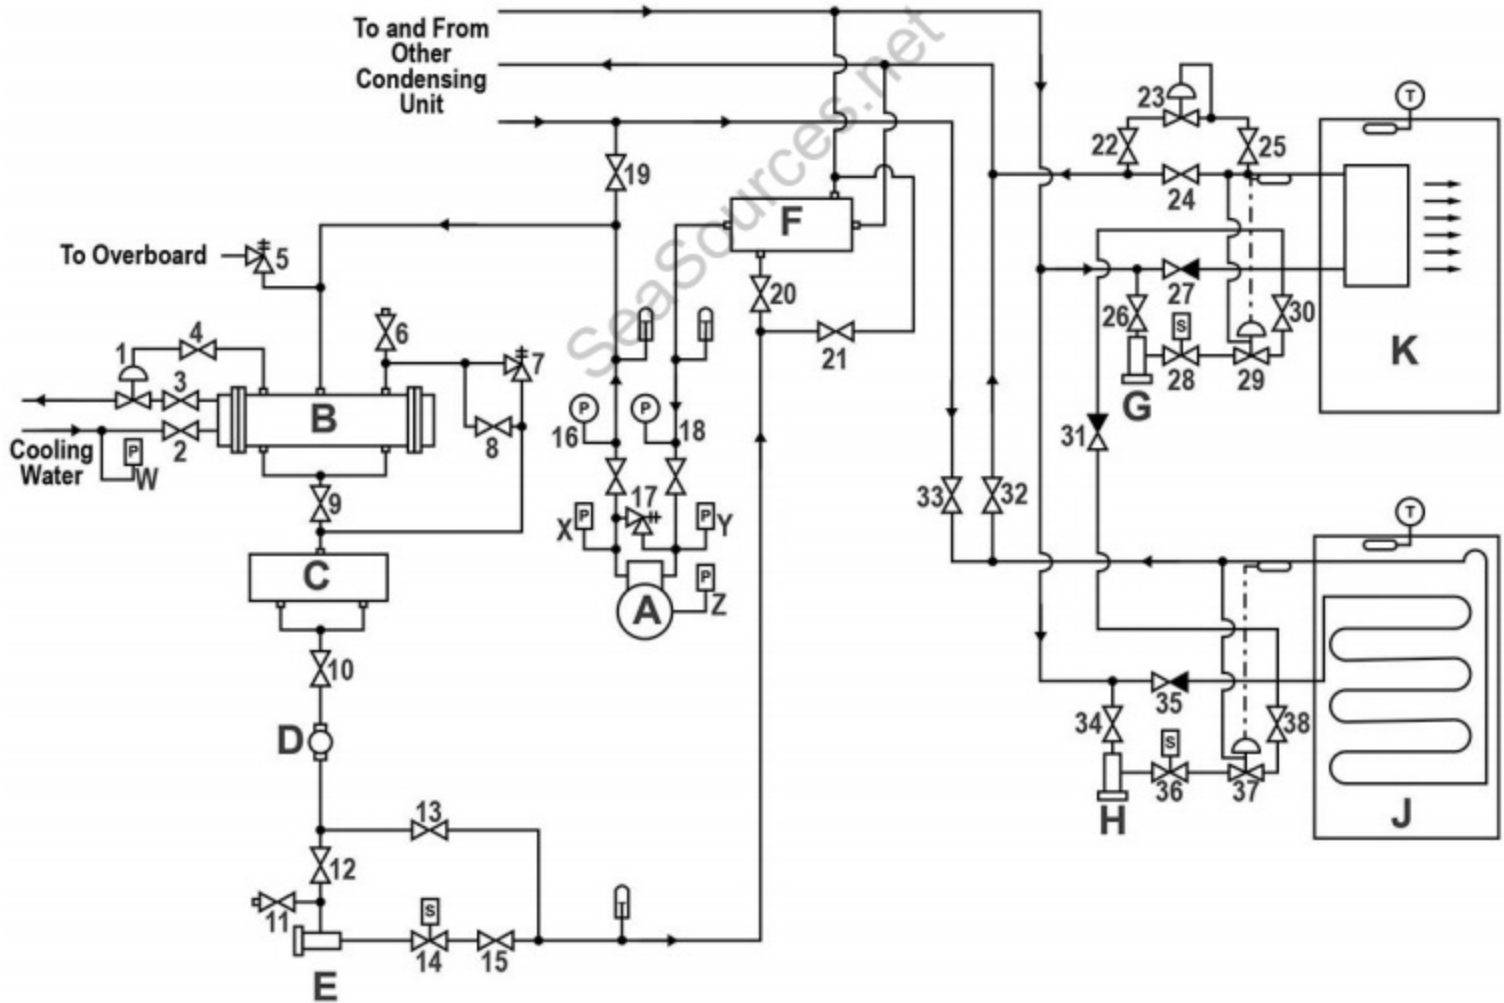 To and From
Other
Condensing
Unit
SeaSources.net
T
23
22
25
24
19
F
To Overboard
5
20
27
26
S
30
K
21
28
29
G
4
6
1
3
7
T
T
B
P
P
16
18
31
8
Cooling
Water
2
P
W
T
33
32
9
17
X
P
P
Y
C
P
Z
A
10
35
34
38
S
D
36
37
13
H
J
12
T
11
S
14
15
E